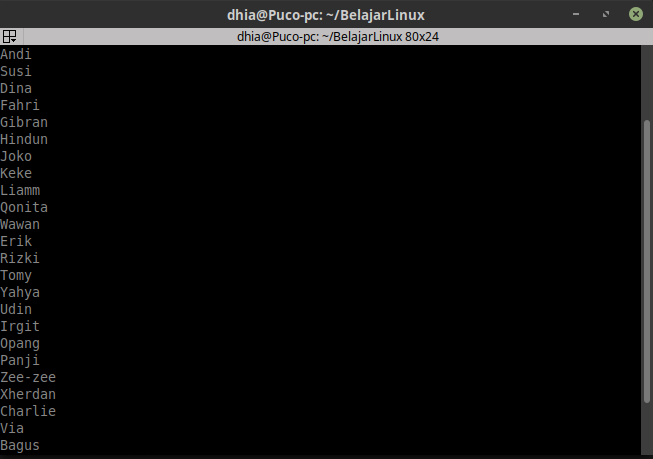 dhia@Puco-pc: ~/BelajarLinux
dhia@Puco-pc: ~/BelajarLinux 80x24
Andi
Susi
Dina
Fahri
Gibran
Hindun
Joko
Keke
Liamm
Qonita
Wawan
Erik
Rizki
Tomy
Yahya
Udin
Irgit
Opang
Panji
Zee-zee
Xherdan
Charlie
Via
Bagus